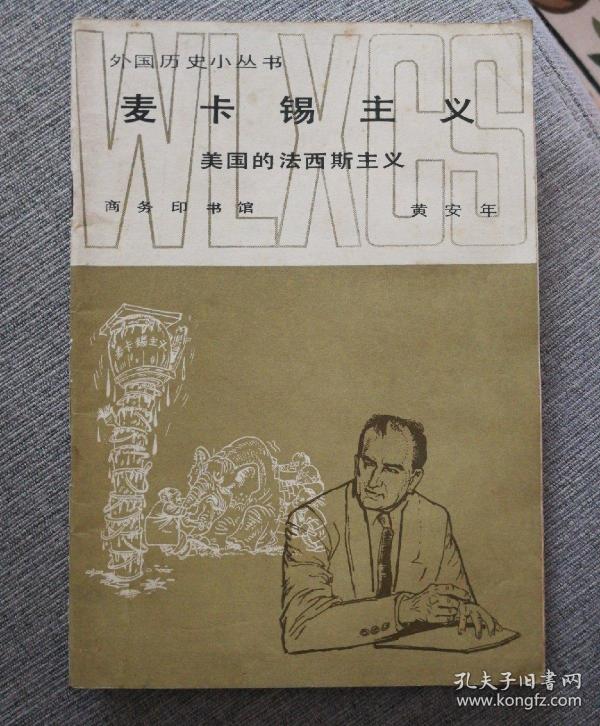 WLXCS
外国历史小丛书
麦卡锡主义
美国的法西斯主义
商务印书馆 黄安年
麦卡锡主义
孔夫子旧书网
kongfz.com